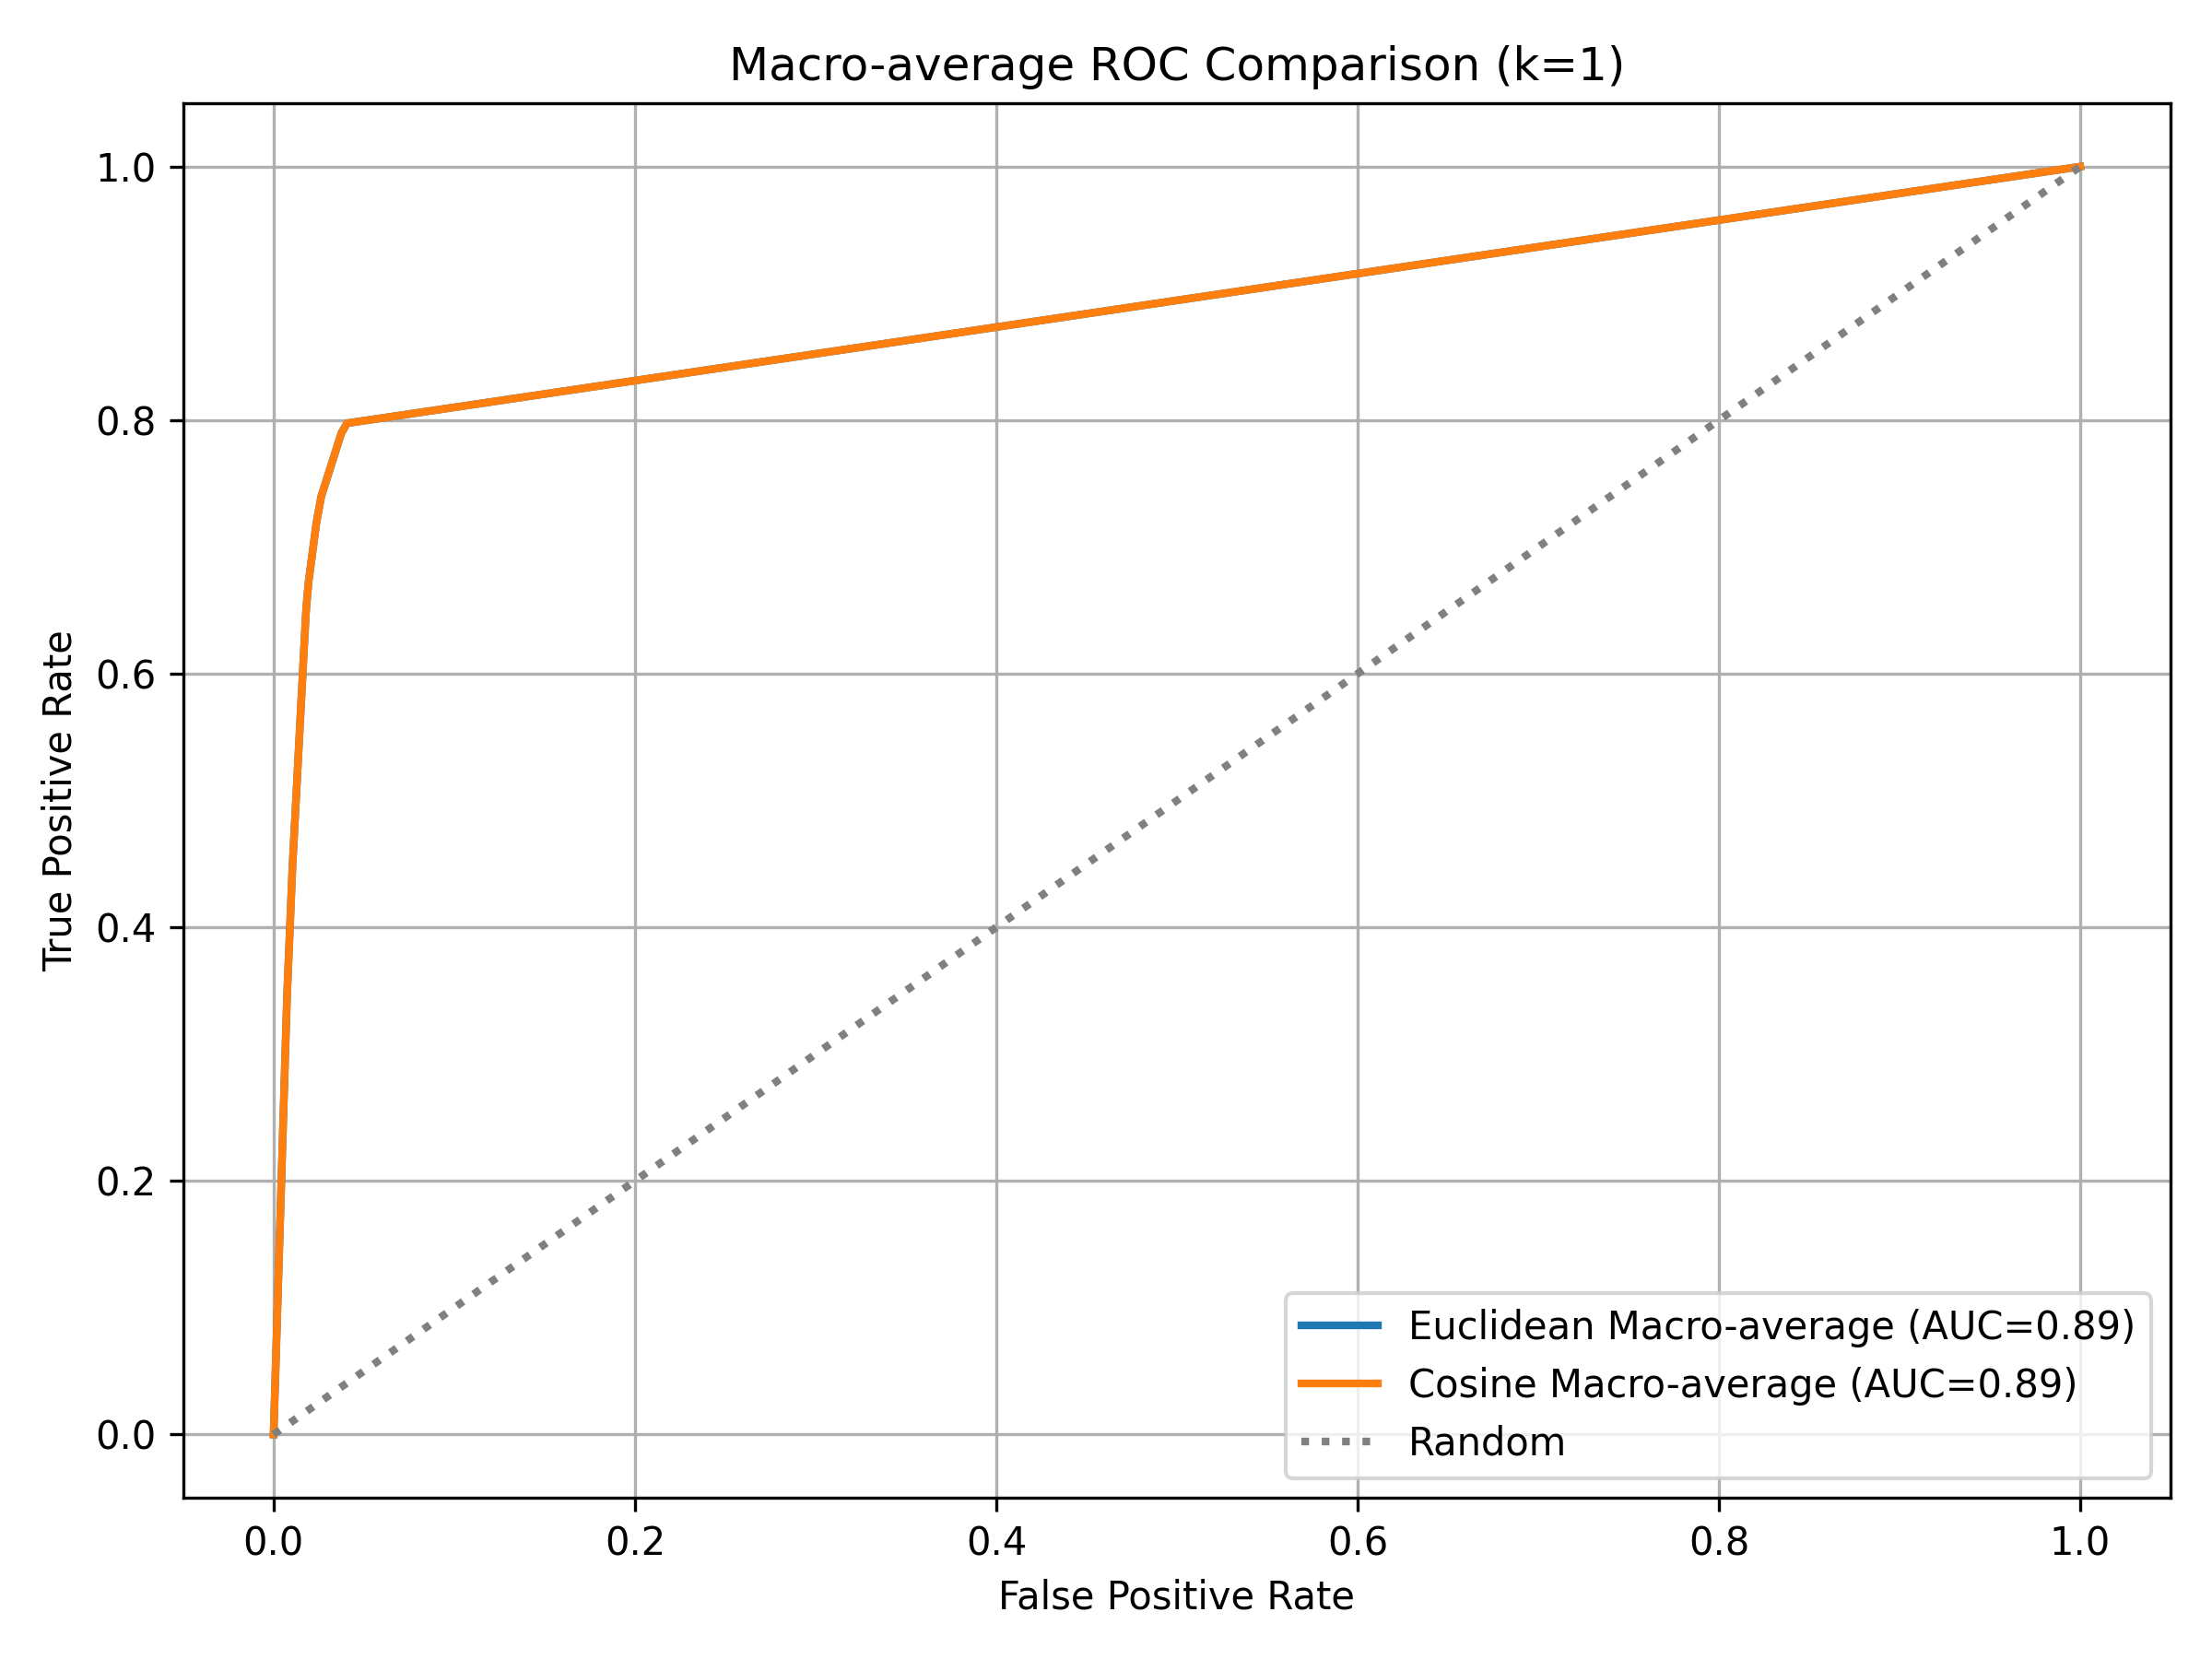 Macro-average ROC Comparison (k=1)
1.0
0.8
0.6
0.4
0.2
0.0
True Positive Rate
0.0 0.2 0.4 0.6 0.8 1.0
False Positive Rate
Euclidean Macro-average (AUC=0.89)
Cosine Macro-average (AUC=0.89)
Random